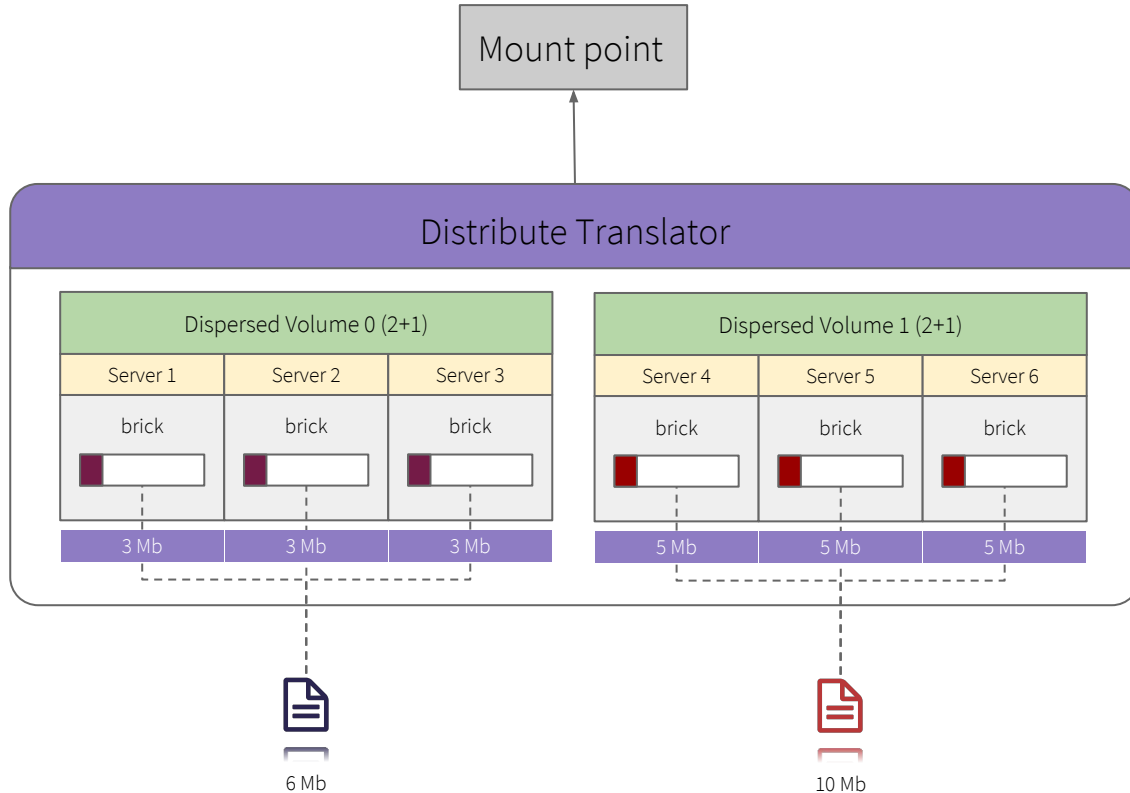 Mount point
Distribute Translator
Dispersed Volume 0 (2+1)
Server 1
Server 2
Server 3
brick
brick
brick
3 Mb
3 Mb
3 Mb
Dispersed Volume 1 (2+1)
Server 4
Server 5
Server 6
brick
brick
brick
5 Mb
5 Mb
5 Mb
6 Mb
10 Mb